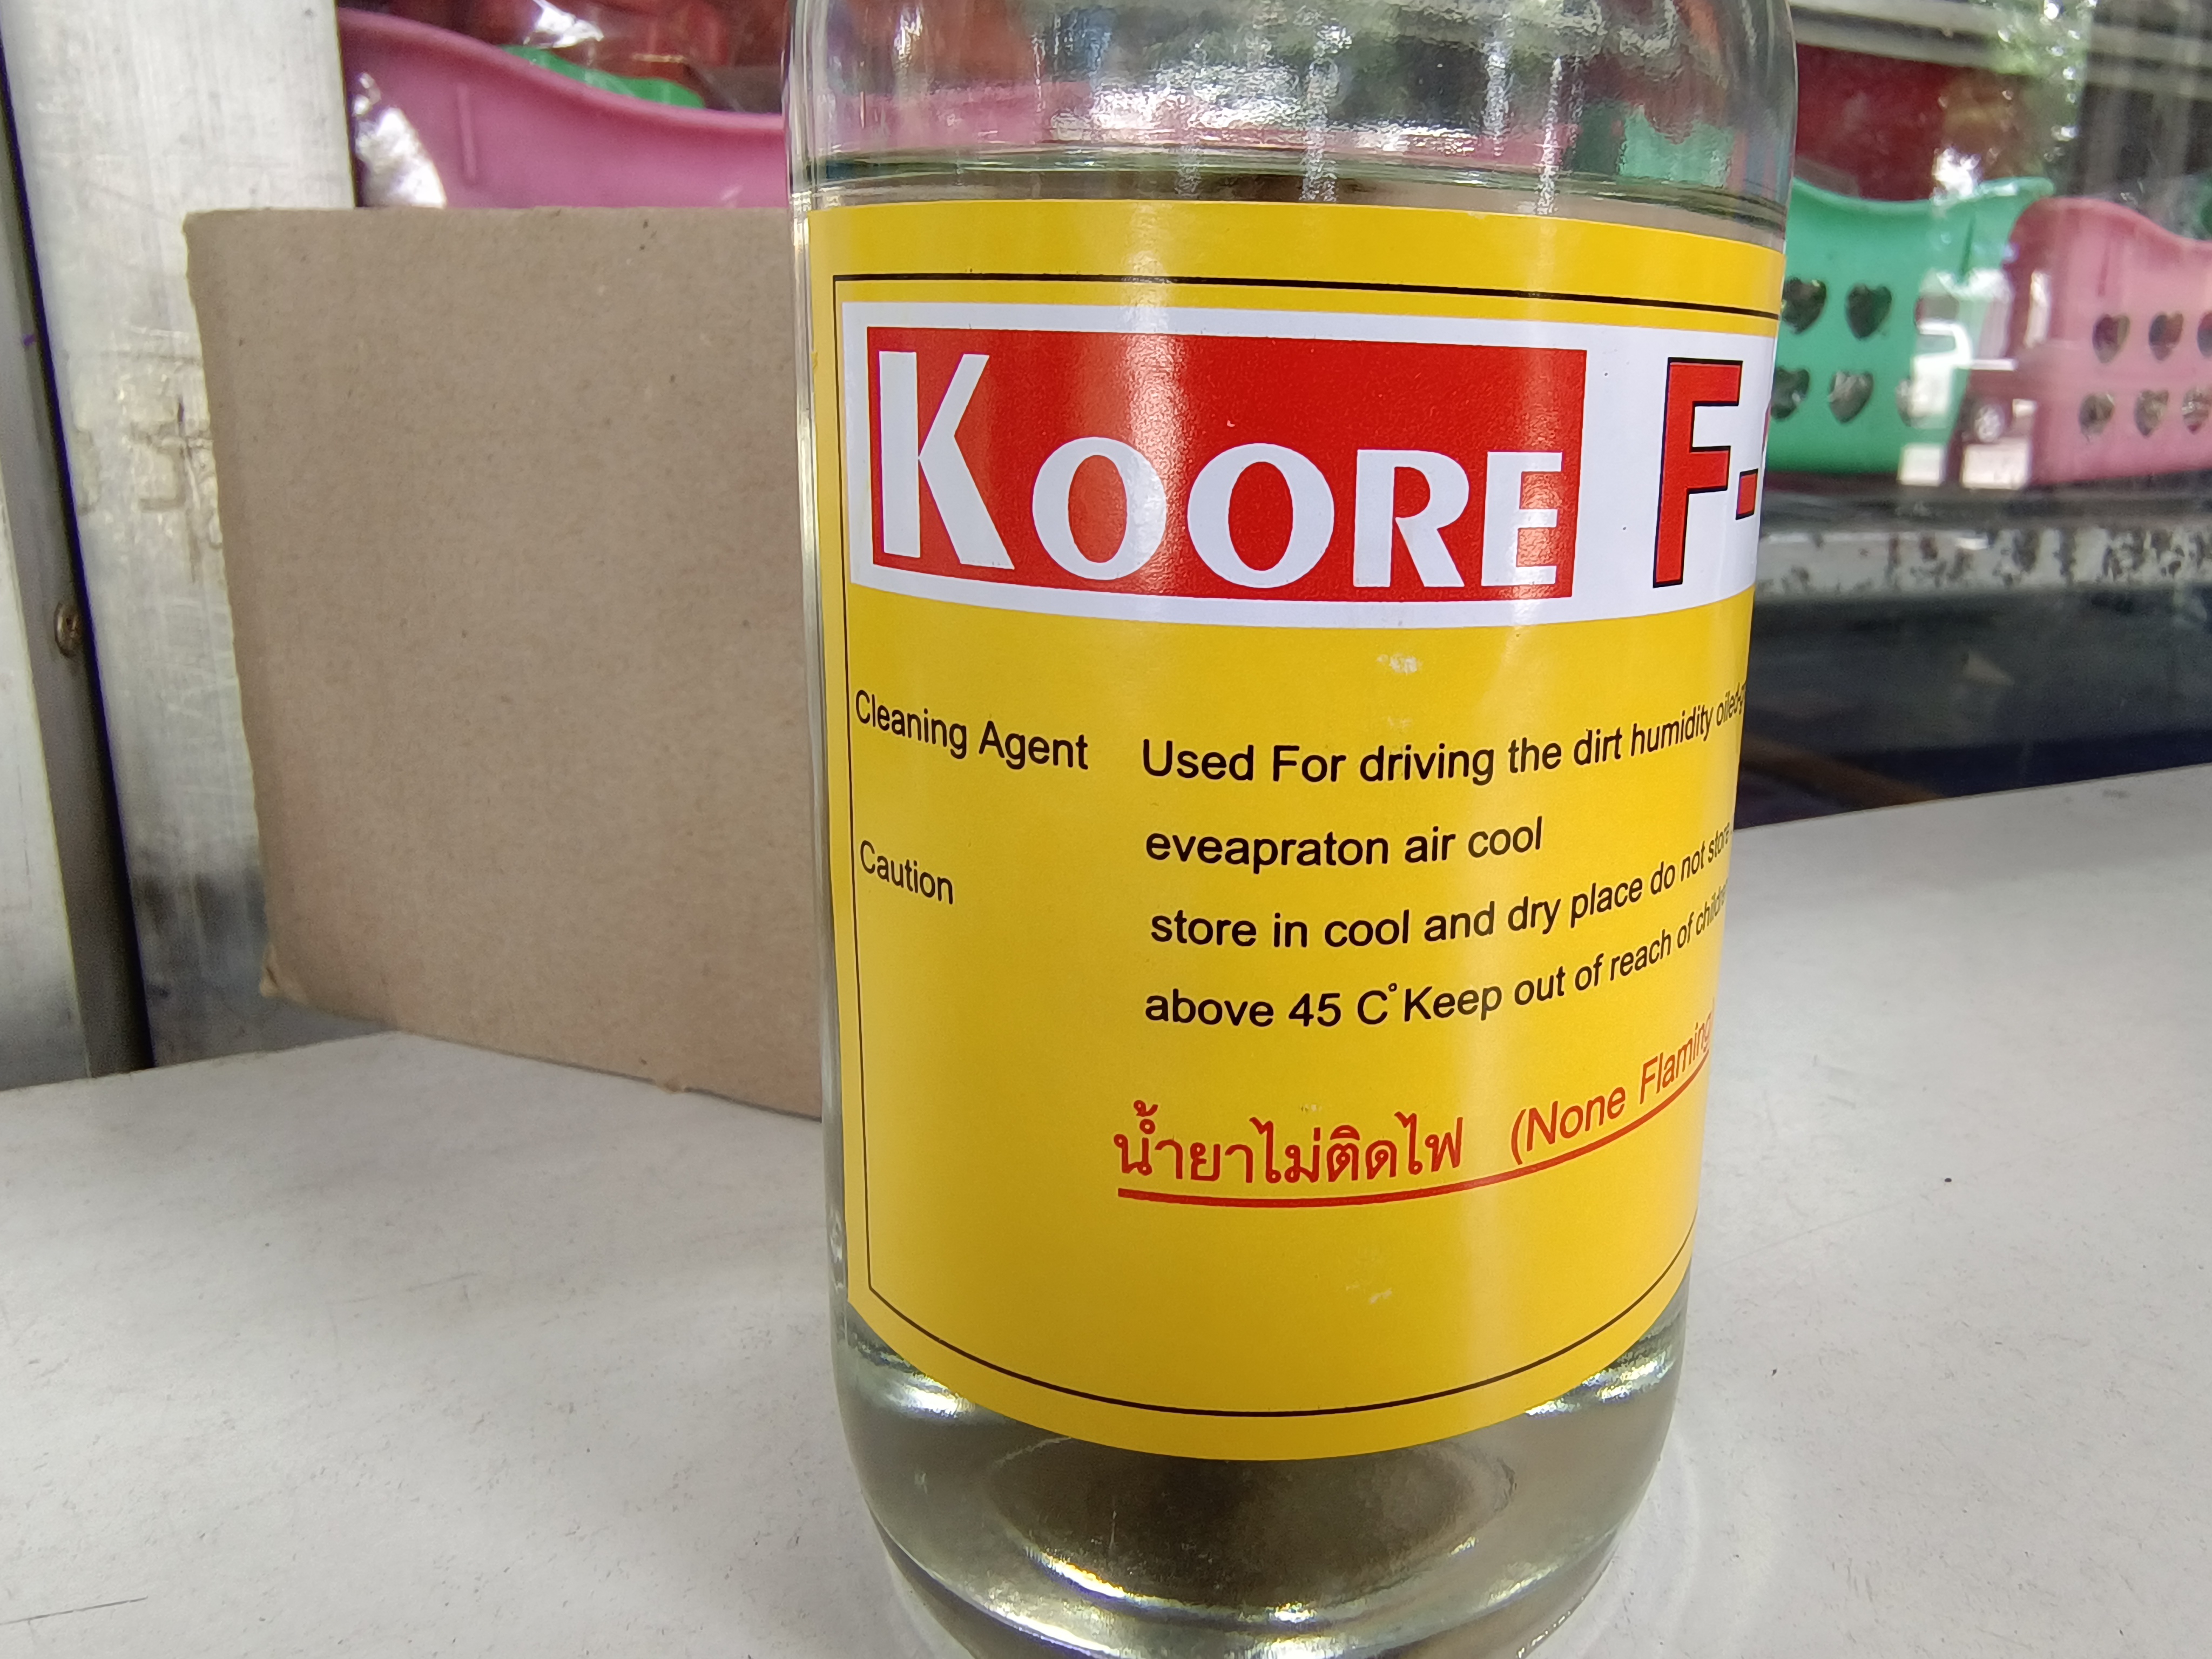 KOORE F.
Cleaning Agent Used For driving the dirt humidity
eveapraton air cool
Caution store in cool and dry place do not store
above 45 C° Keep out of reach of
น้ำยาไม่ติดไฟ (None Flaming